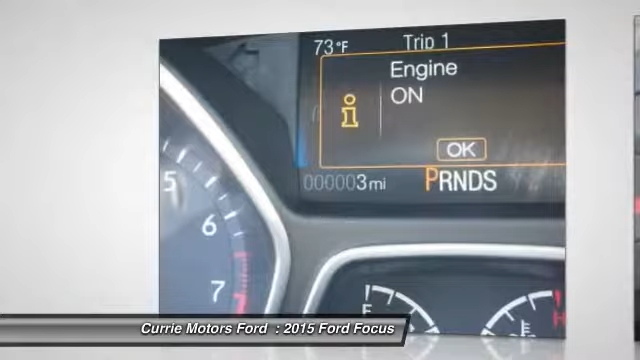 73°F Trip 1
Engine
ON
OK
000003mi PRNDS
5
6
7
F H
E
Currie Motors Ford : 2015 Ford Focus